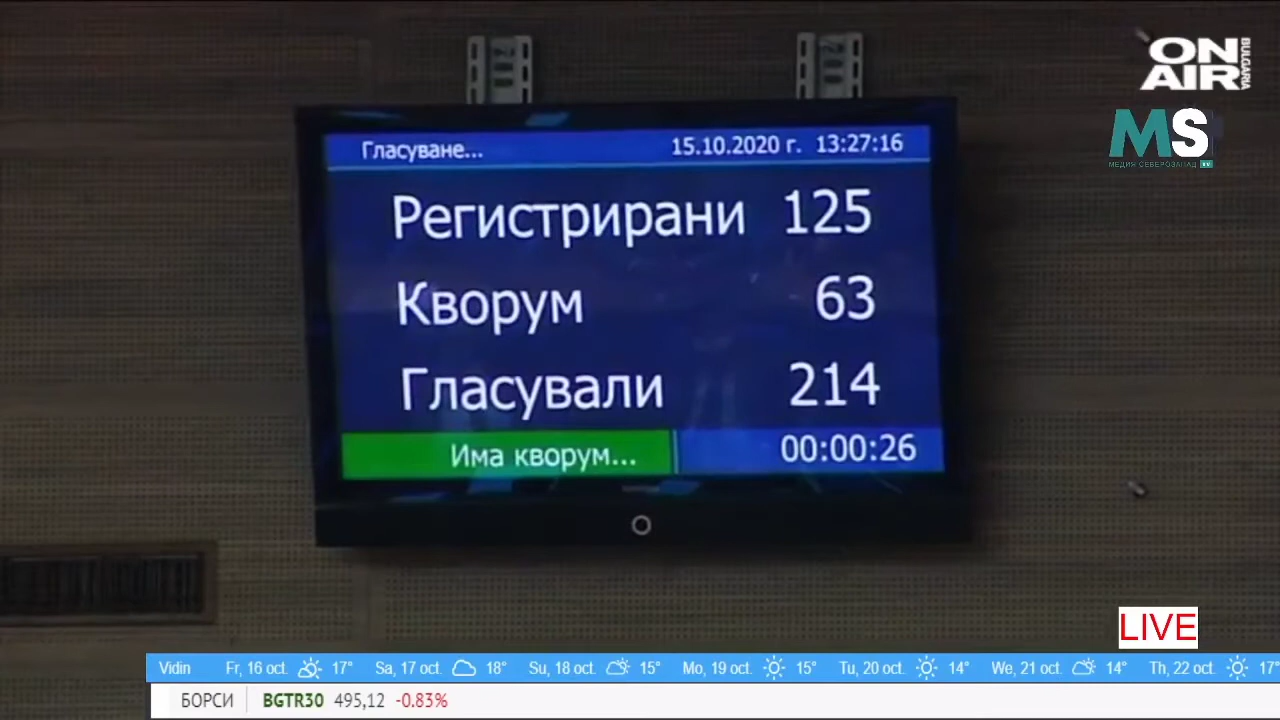 ON
AIR
BULGARIA
MS
МЕДИЯ СЕВЕРОЗАПАД TV
Гласуване... 15.10.2020 г. 13:27:16
Регистрирани 125
Кворум 63
Гласували 214
Има кворум... 00:00:26
LIVE
Vidin Fr, 16 oct. 17° Sa, 17 oct. 18° Su, 18 oct. 15° Mo, 19 oct. 15° Tu, 20 oct. 14° We, 21 oct. 14° Th, 22 oct. 17°
БОРСИ BGTR30 495,12 -0.83%